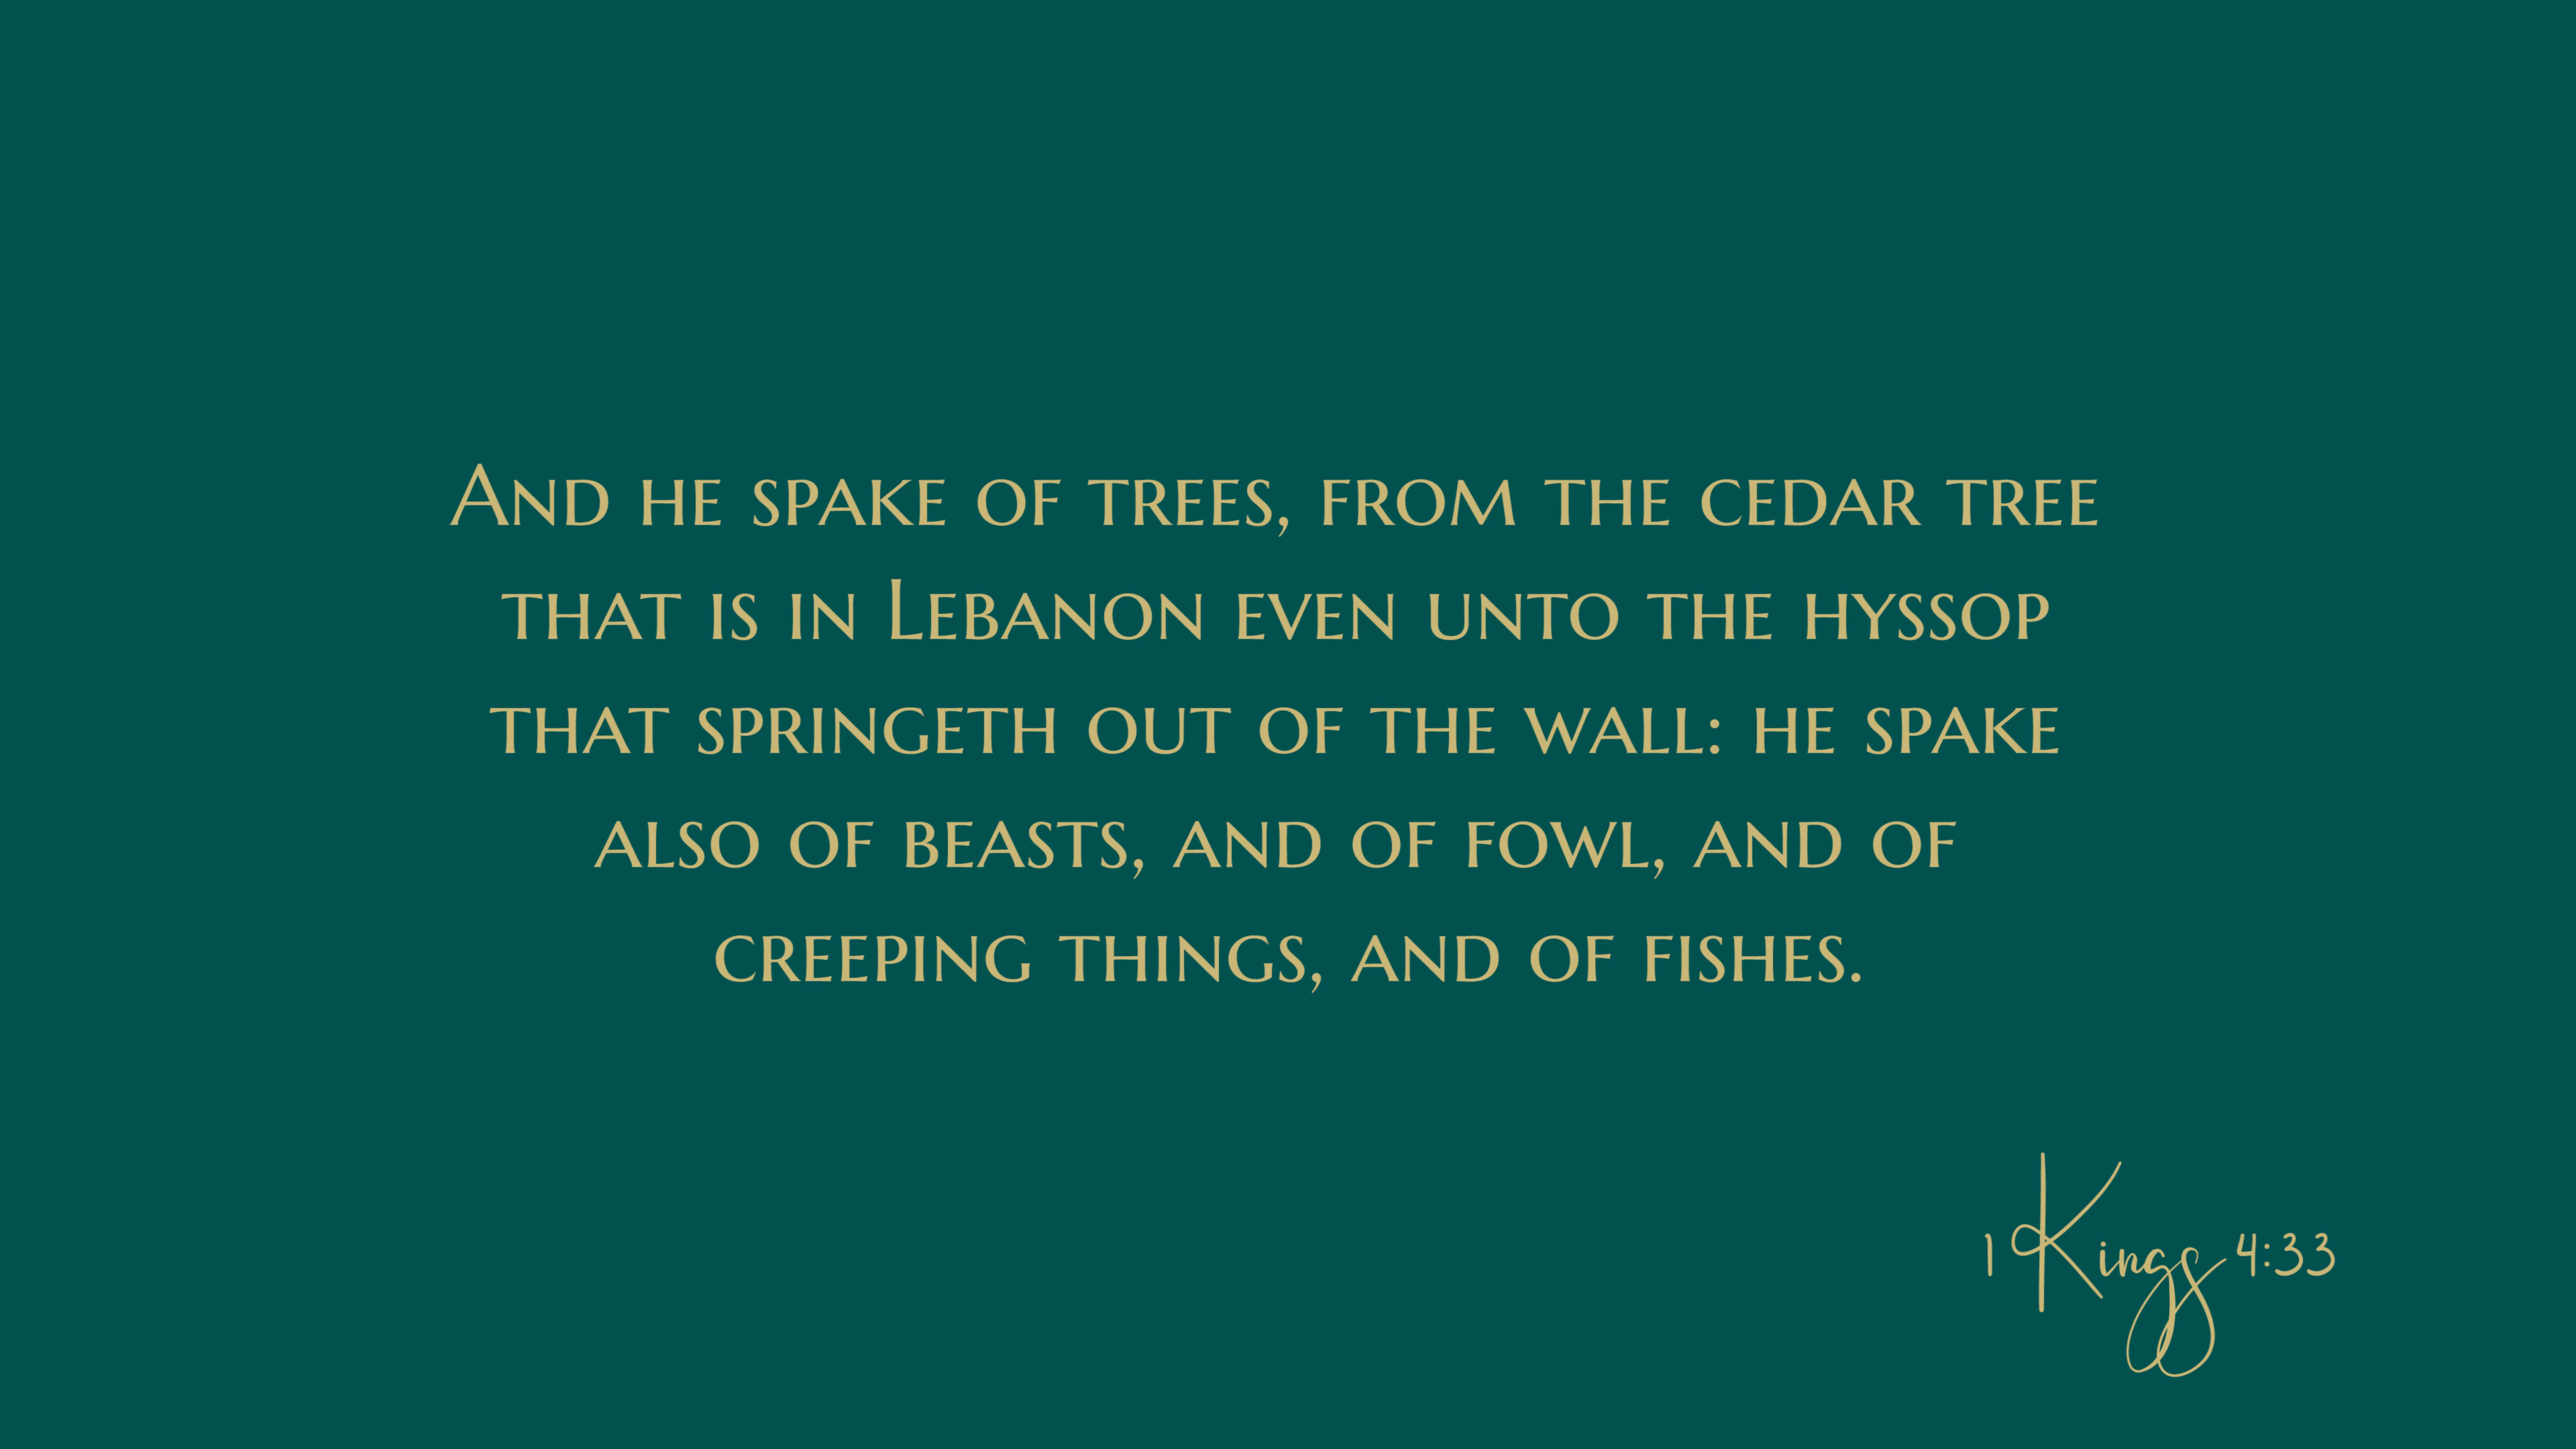 And he spake of trees, from the cedar tree
that is in Lebanon even unto the hyssop
that springeth out of the wall: he spake
also of beasts, and of fowl, and of
creeping things, and of fishes.
1 Kings 4:33